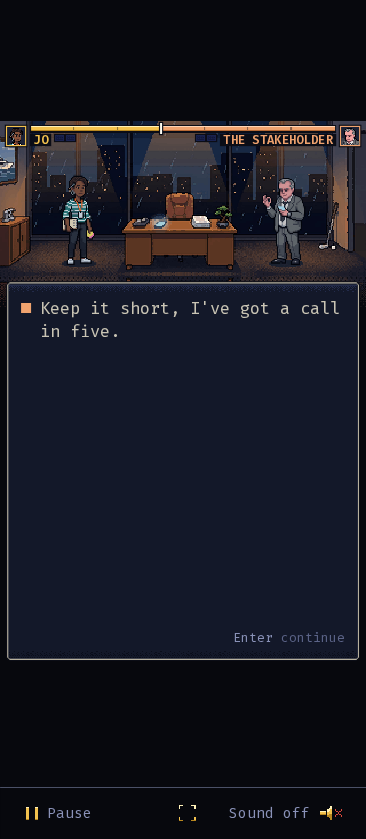 JO
THE STAKEHOLDER
Keep it short, I've got a call
in five.
Enter continue
Pause
Sound off